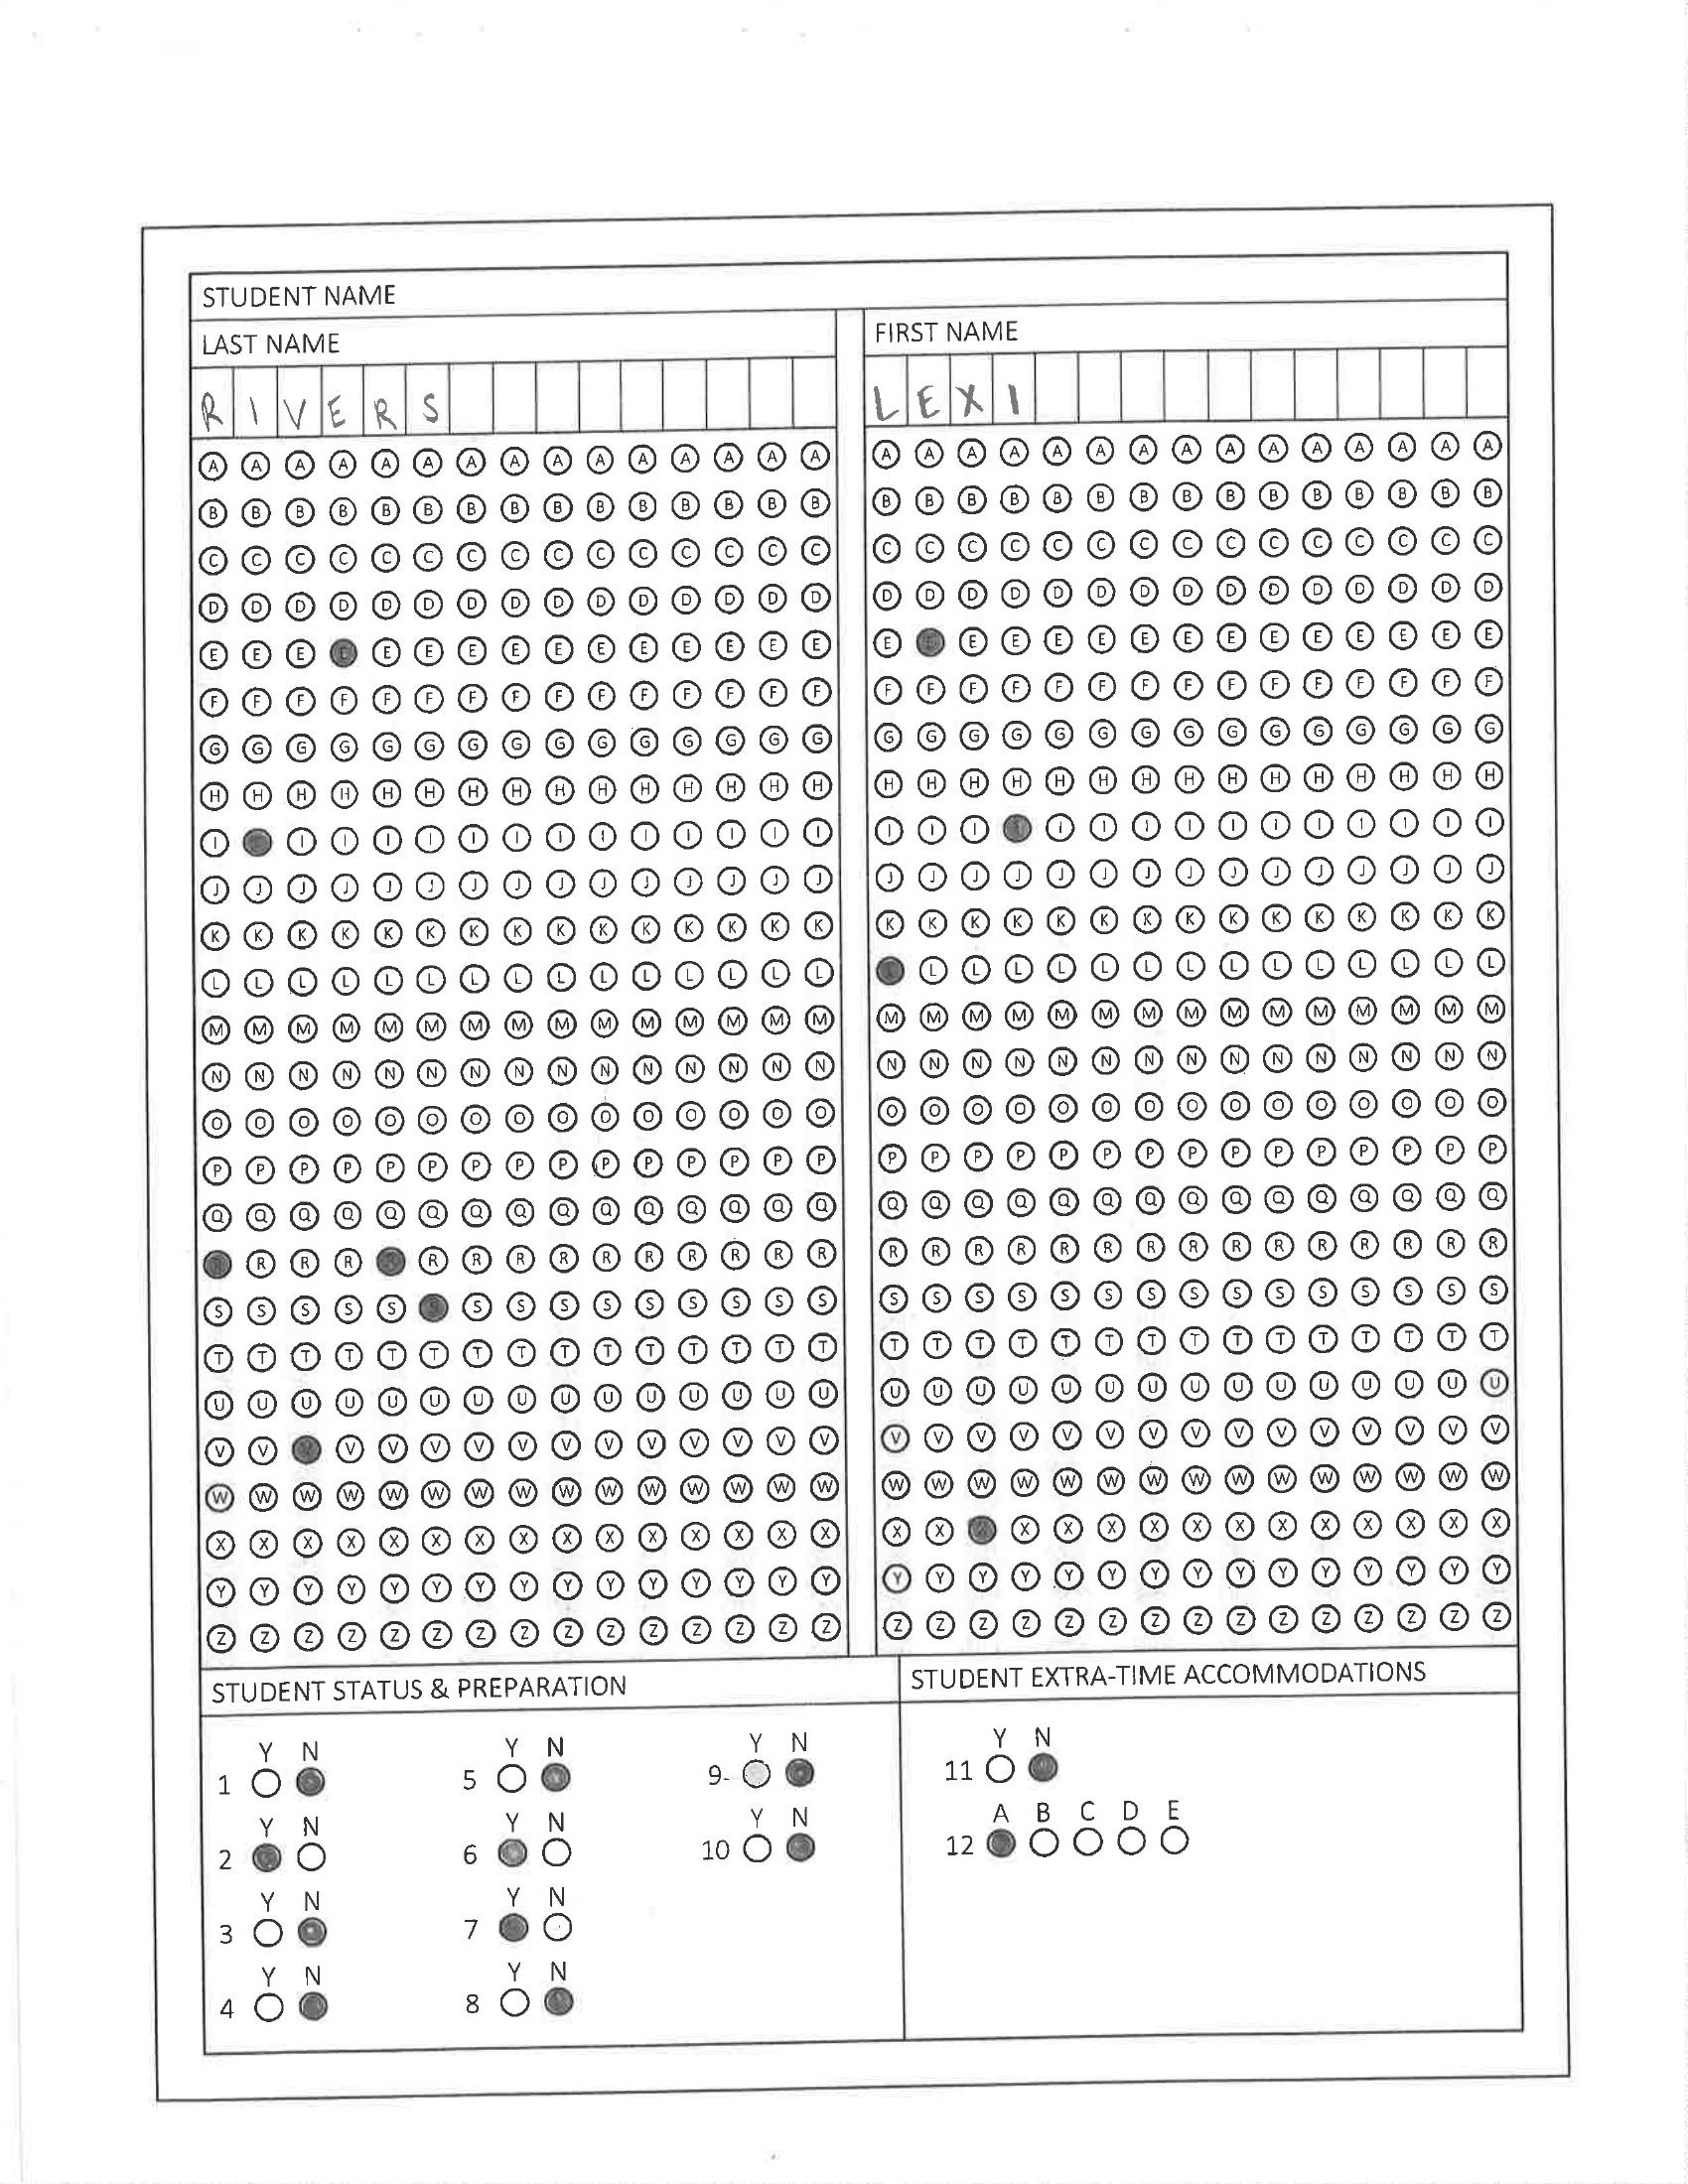 STUDENT NAME
LAST NAME
FIRST NAME
R I V E R S
L E X I
A A A A A A A A A A A A A A A A A A A A A A A A A A A A A A
B B B B B B B B B B B B B B B B B B B B B B B B B B B B B B
C C C C C C C C C C C C C C C C C C C C C C C C C C C C C C
D D D D D D D D D D D D D D D D D D D D D D D D D D D D D D
E E E E E E E E E E E E E E E E E E E E E E E E E E E E E E
F F F F F F F F F F F F F F F F F F F F F F F F F F F F F F
G G G G G G G G G G G G G G G G G G G G G G G G G G G G G G
H H H H H H H H H H H H H H H H H H H H H H H H H H H H H H
I I I I I I I I I I I I I I I I I I I I I I I I I I I I I
J J J J J J J J J J J J J J J J J J J J J J J J J J J J J J
K K K K K K K K K K K K K K K K K K K K K K K K K K K K K K
L L L L L L L L L L L L L L L L L L L L L L L L L L L L L
M M M M M M M M M M M M M M M M M M M M M M M M M M M M M M
N N N N N N N N N N N N N N N N N N N N N N N N N N N N N N
O O O O O O O O O O O O O O O O O O O O O O O O O O O O O O
P P P P P P P P P P P P P P P P P P P P P P P P P P P P P P
Q Q Q Q Q Q Q Q Q Q Q Q Q Q Q Q Q Q Q Q Q Q Q Q Q Q Q Q Q Q
R R R R R R R R R R R R R R R R R R R R R R R R R R R R
S S S S S S S S S S S S S S S S S S S S S S S S S S S S S S
T T T T T T T T T T T T T T T T T T T T T T T T T T T T T T
U U U U U U U U U U U U U U U U U U U U U U U U U U U U U U
V V V V V V V V V V V V V V V V V V V V V V V V V V V V V
W W W W W W W W W W W W W W W W W W W W W W W W W W W W W W
X X X X X X X X X X X X X X X X X X X X X X X X X X X X X
Y Y Y Y Y Y Y Y Y Y Y Y Y Y Y Y Y Y Y Y Y Y Y Y Y Y Y Y Y Y
Z Z Z Z Z Z Z Z Z Z Z Z Z Z Z Z Z Z Z Z Z Z Z Z Z Z Z Z Z Z
STUDENT STATUS & PREPARATION
Y N
1
Y N
2
Y N
3
Y N
4
Y N
5
Y N
6
Y N
7
Y N
8
Y N
9-
Y N
10
STUDENT EXTRA-TIME ACCOMMODATIONS
Y N
11
A B C D E
12